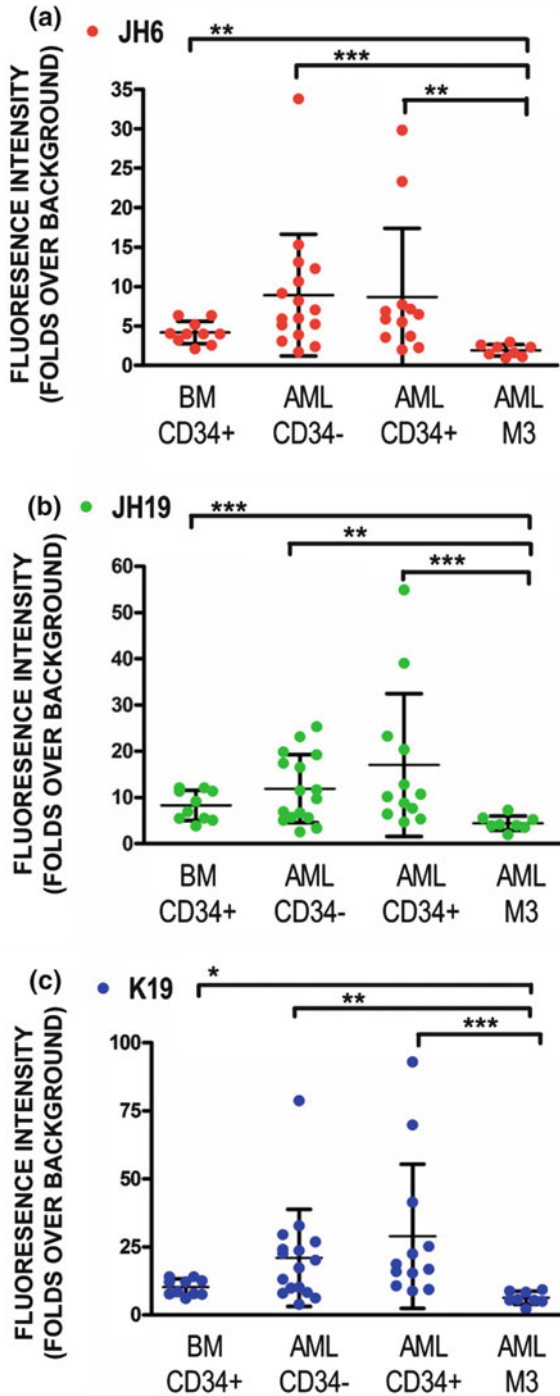 (a) JH6
**
***
**
FLUORESENCE INTENSITY
(FOLDS OVER BACKGROUND)
35
30
25
20
15
10
5
0
BM AML AML AML
CD34+ CD34- CD34+ M3
(b) JH19
***
**
***
FLUORESENCE INTENSITY
(FOLDS OVER BACKGROUND)
60
50
40
30
20
10
0
BM AML AML AML
CD34+ CD34- CD34+ M3
(c) K19
*
**
***
FLUORESENCE INTENSITY
(FOLDS OVER BACKGROUND)
100
75
50
25
0
BM AML AML AML
CD34+ CD34- CD34+ M3